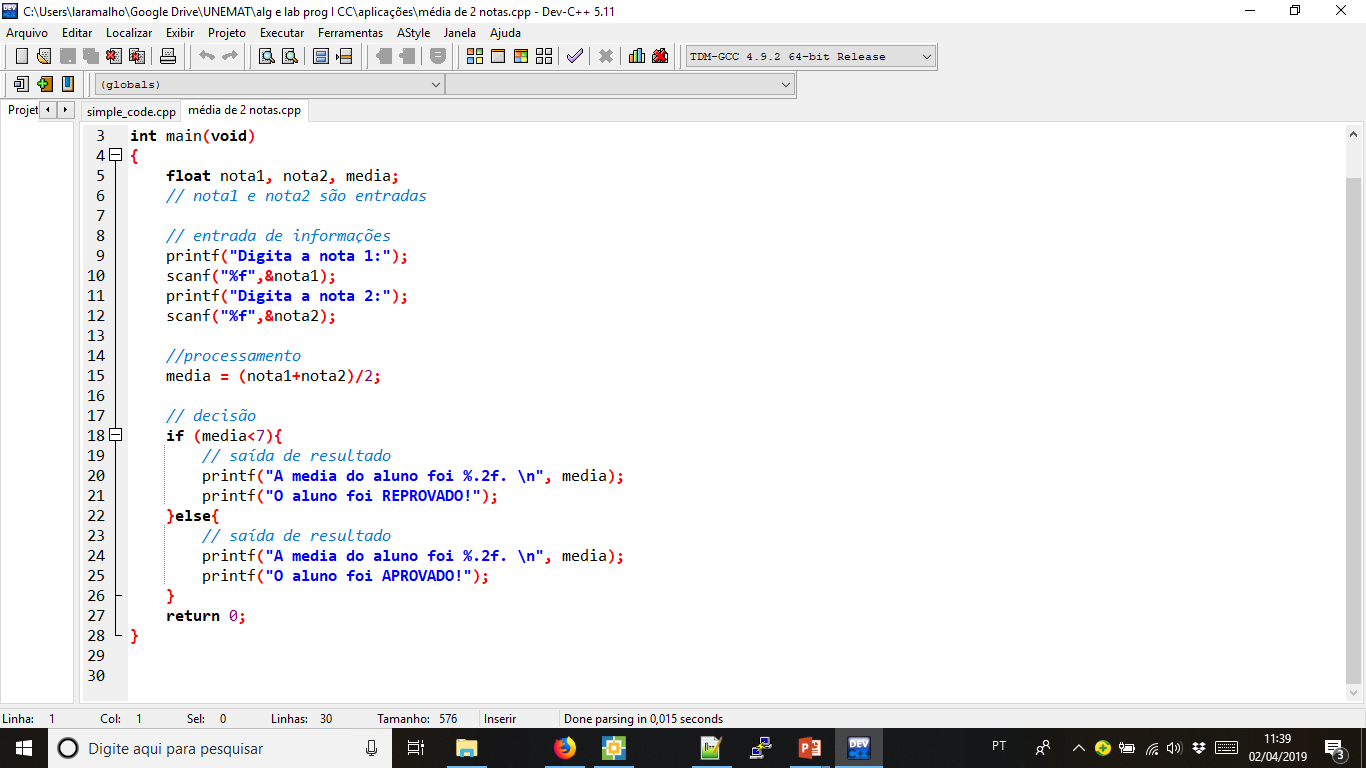 C:\Users\laramalho\Google Drive\UNEMAT\alg e lab prog I CC\aplicações\média de 2 notas.cpp - Dev-C++ 5.11
Arquivo Editar Localizar Exibir Projeto Executar Ferramentas AStyle Janela Ajuda
TDM-GCC 4.9.2 64-bit Release
(globals)
Projet simple_code.cpp média de 2 notas.cpp
3 int main(void)
4 {
5 float nota1, nota2, media;
6 // nota1 e nota2 são entradas
7
8 // entrada de informações
9 printf("Digita a nota 1:");
10 scanf("%f",&nota1);
11 printf("Digita a nota 2:");
12 scanf("%f",&nota2);
13
14 //processamento
15 media = (nota1+nota2)/2;
16
17 // decisão
18 if (media<7){
19 // saída de resultado
20 printf("A media do aluno foi %.2f. \n", media);
21 printf("O aluno foi REPROVADO!");
22 }else{
23 // saída de resultado
24 printf("A media do aluno foi %.2f. \n", media);
25 printf("O aluno foi APROVADO!");
26 }
27 return 0;
28 }
29
30
Linha: 1 Col: 1 Sel: 0 Linhas: 30 Tamanho: 576 Inserir Done parsing in 0,015 seconds
Digite aqui para pesquisar
DEV
PT
11:39
02/04/2019
3